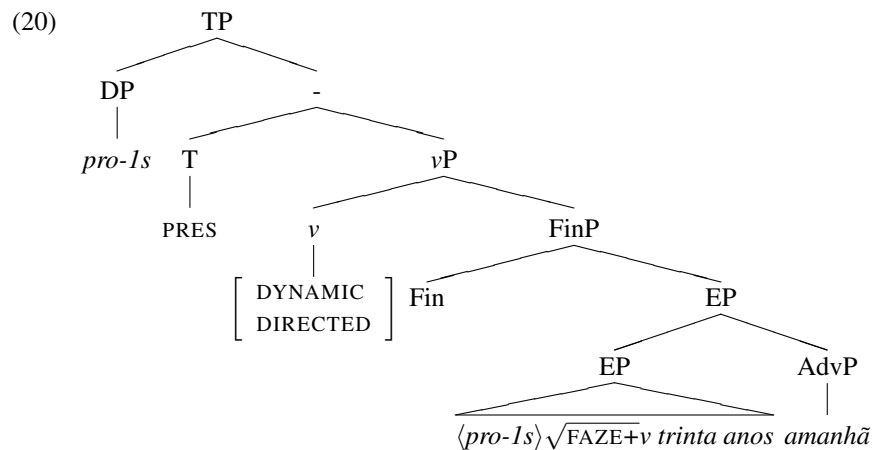 (20) TP
DP -
pro-1s T vP
PRES v FinP
[ DYNAMIC DIRECTED ] Fin EP
EP AdvP
⟨pro-1s⟩ √FAZE+v trinta anos amanhã